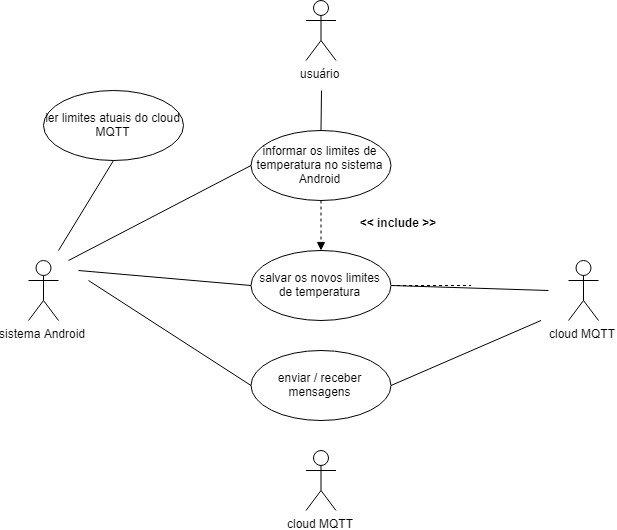 usuário
ler limites atuais do cloud
MQTT
informar os limites de
temperatura no sistema
Android
<< include >>
salvar os novos limites
de temperatura
sistema Android
cloud MQTT
enviar / receber
mensagens
cloud MQTT